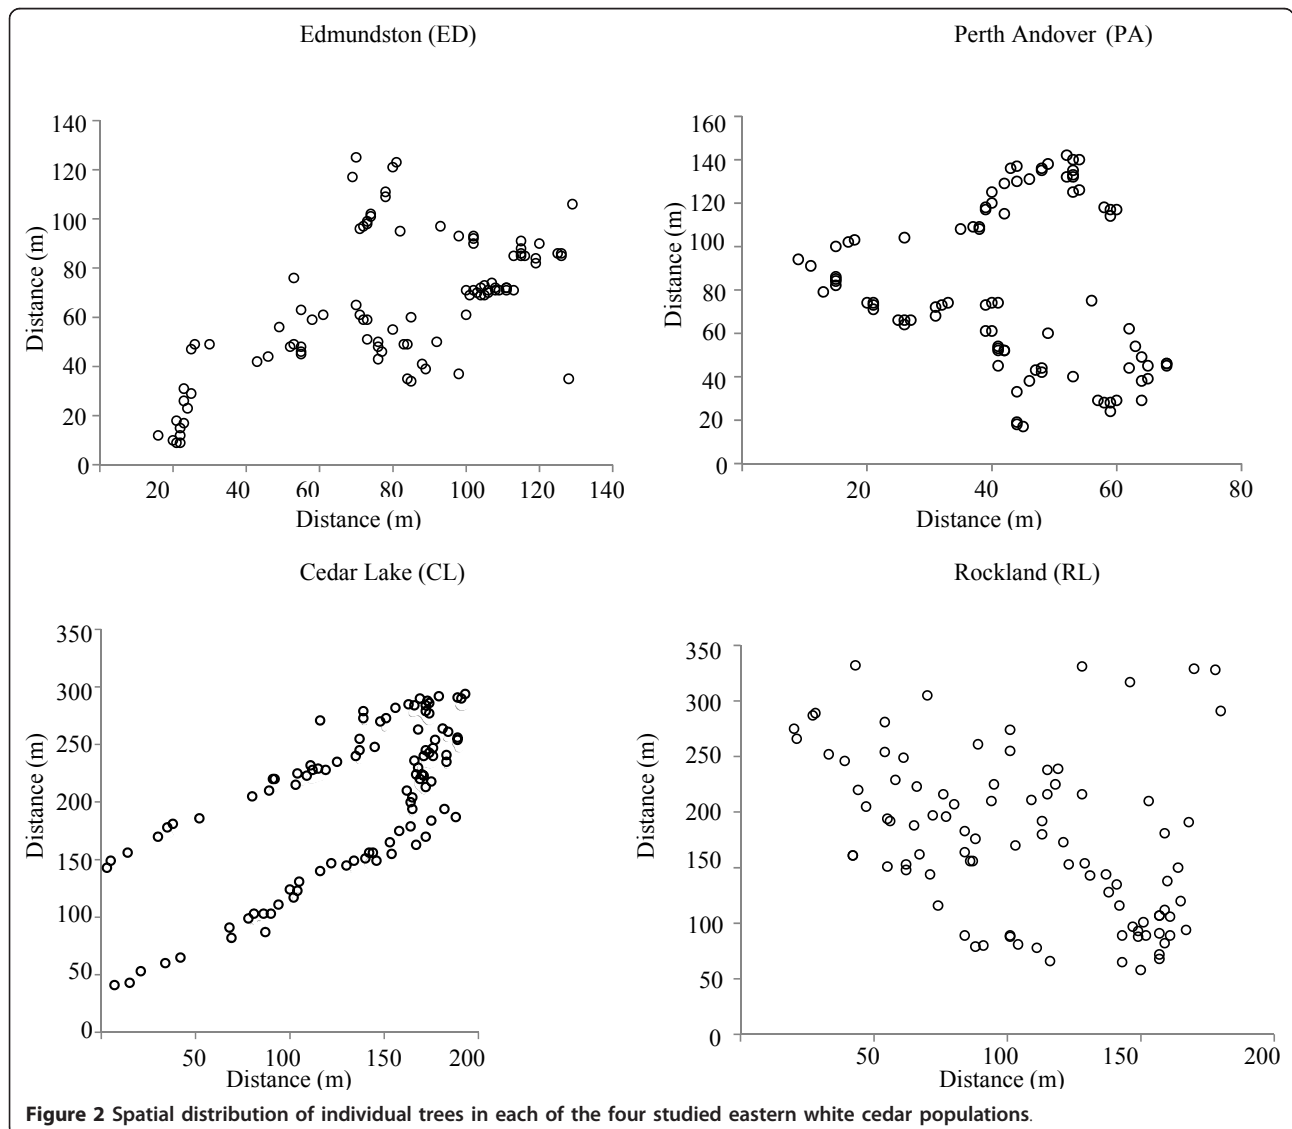 Edmundston (ED)
140
120
100
80
60
40
20
0
Distance (m)
20 40 60 80 100 120 140
Distance (m)
Perth Andover (PA)
160
140
120
100
80
60
40
20
0
Distance (m)
20 40 60 80
Distance (m)
Cedar Lake (CL)
350
300
250
200
150
100
50
0
Distance (m)
50 100 150 200
Distance (m)
Rockland (RL)
350
300
250
200
150
100
50
0
Distance (m)
50 100 150 200
Distance (m)
Figure 2 Spatial distribution of individual trees in each of the four studied eastern white cedar populations.